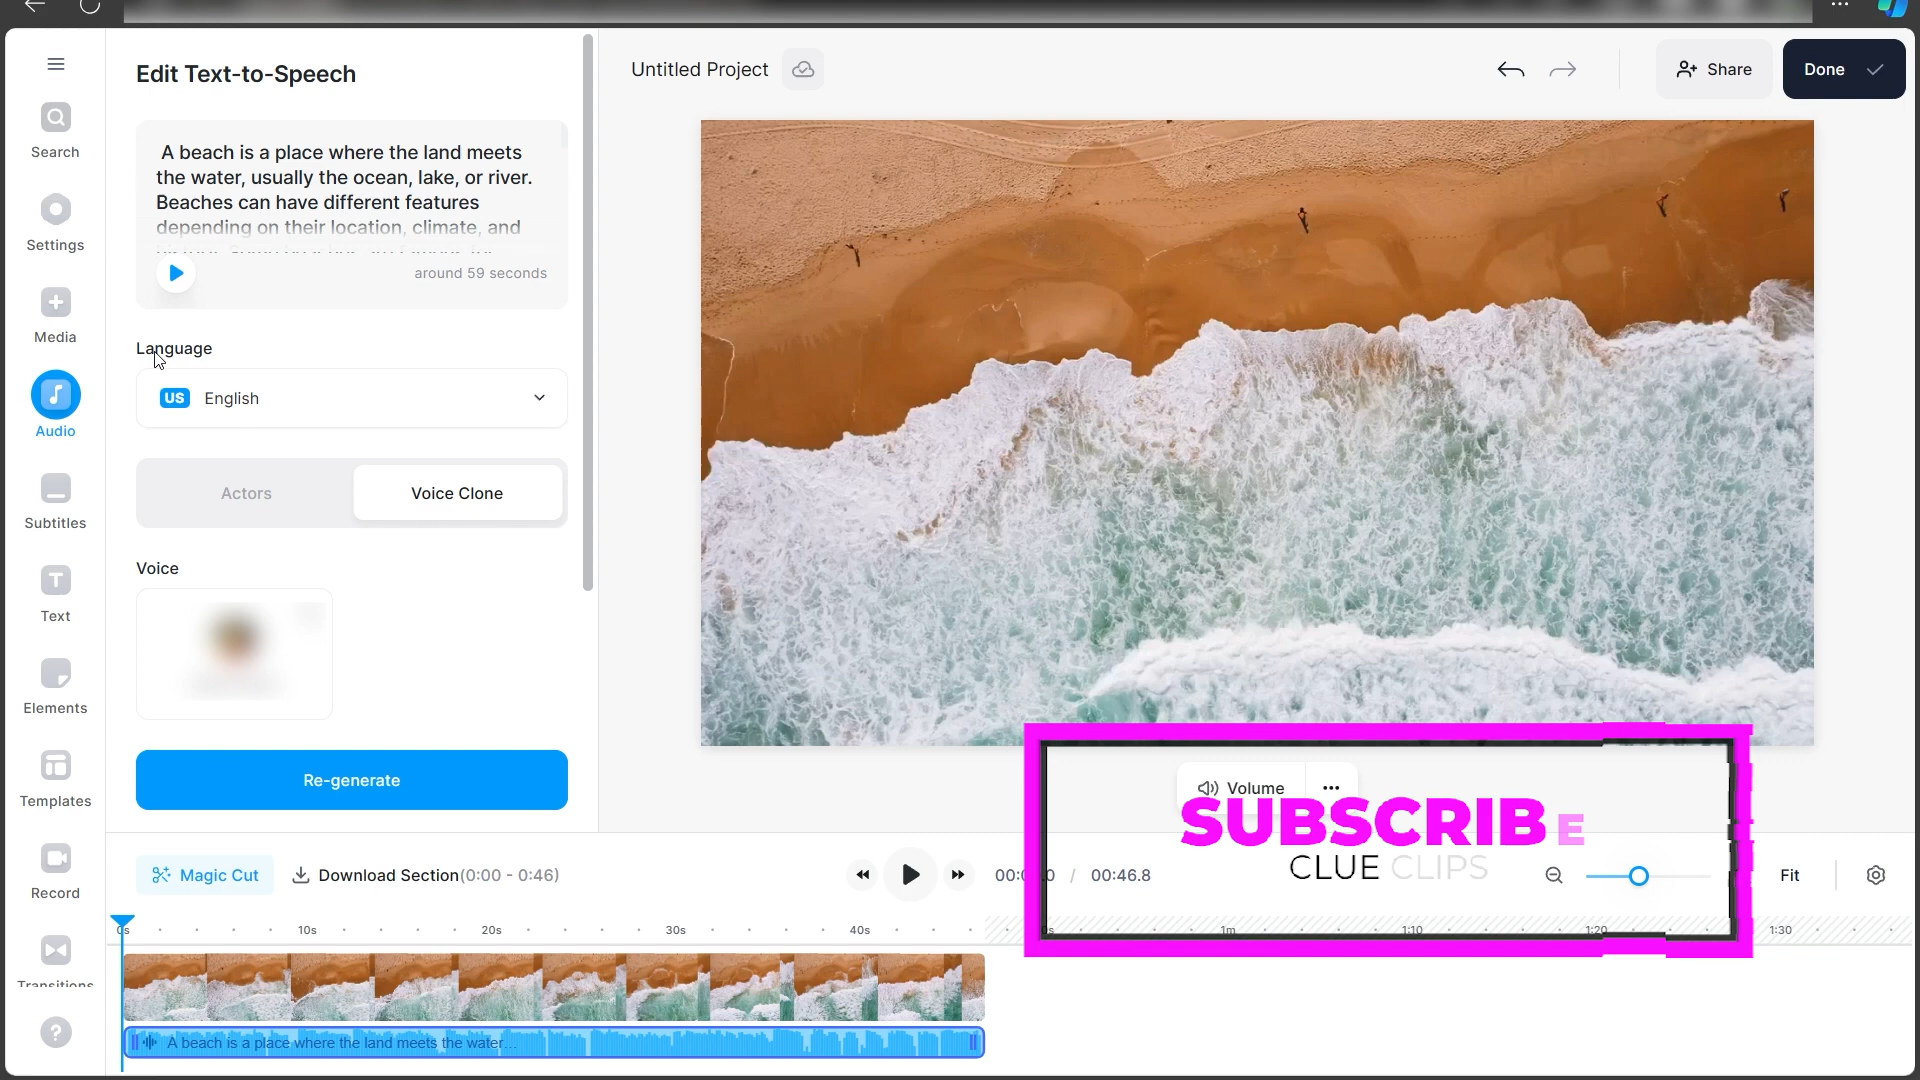 Edit Text-to-Speech
A beach is a place where the land meets
the water, usually the ocean, lake, or river.
Beaches can have different features
depending on their location, climate, and
around 59 seconds
Language
US English
Actors
Voice Clone
Voice
Re-generate
Search
Settings
Media
Audio
Subtitles
Text
Elements
Templates
Record
Transitions
Untitled Project
Share
Done
Volume
SUBSCRIBE
CLUE CLIPS
Magic Cut
Download Section(0:00 - 0:46)
/ 00:46.8
Fit
0s 10s 20s 30s 40s 1m 1:10 1:20 1:30
A beach is a place where the land meets the water...